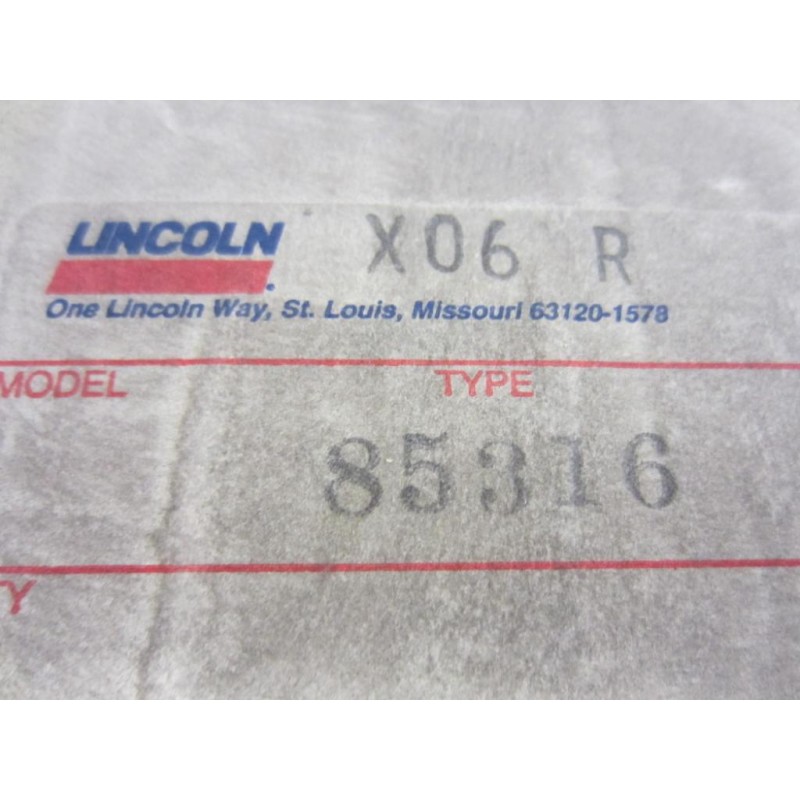 LINCOLN X06 R
One Lincoln Way, St. Louis, Missouri 63120-1578
MODEL TYPE
85316
Y